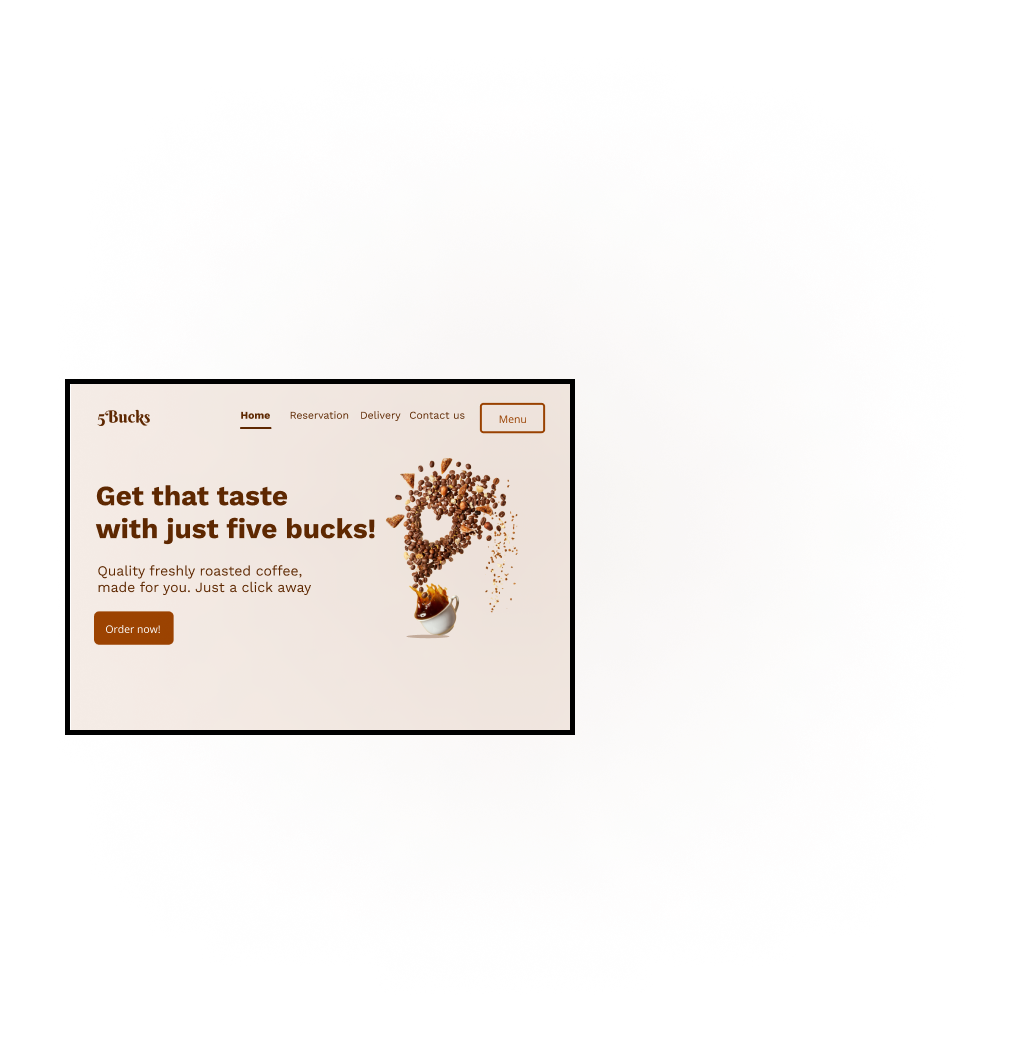 5Bucks
Home Reservation Delivery Contact us Menu
Get that taste
with just five bucks!
Quality freshly roasted coffee,
made for you. Just a click away
Order now!